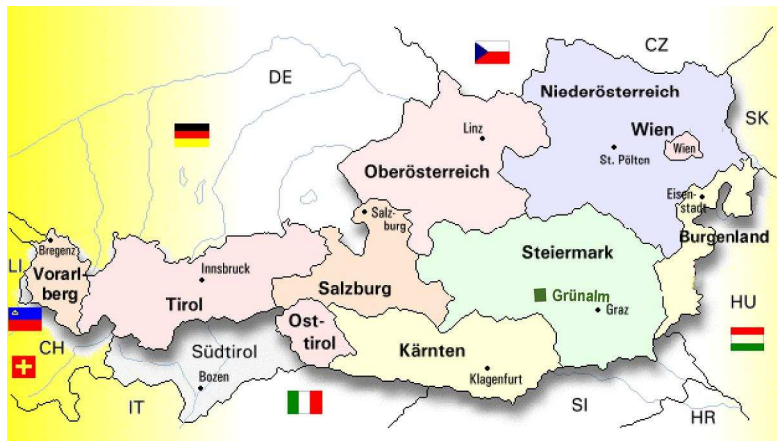 CZ
DE
Niederösterreich
SK
Linz
Wien
Wien
St. Pölten
Oberösterreich
Eisen-
stadt
Salz-
burg
Bregenz
Steiermark
Burgenland
LI
Vorarl-
berg
Innsbruck
Salzburg
Grünalm
Tirol
Graz
HU
Ost-
tirol
CH
Südtirol
Kärnten
Bozen
Klagenfurt
IT
SI
HR